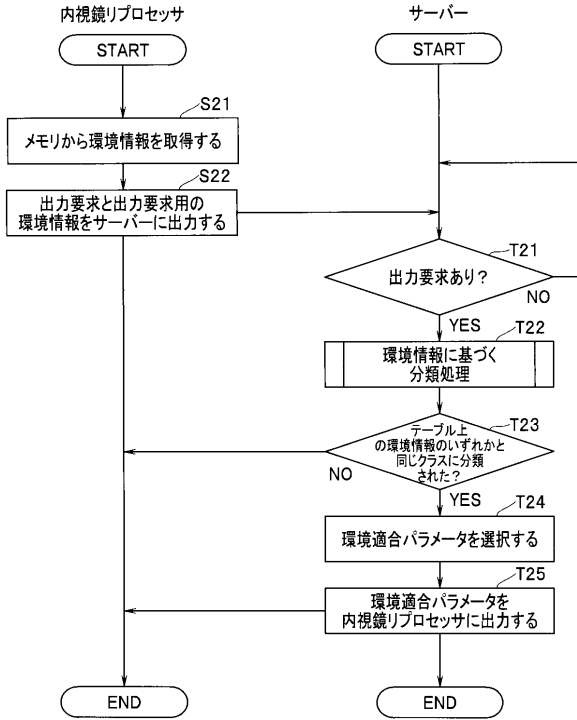 内視鏡リプロセッサ
サーバー
START
START
S21
メモリから環境情報を取得する
S22
出力要求と出力要求用の
環境情報をサーバーに出力する
T21
出力要求あり？
NO
YES
T22
環境情報に基づく
分類処理
T23
テーブル上
の環境情報のいずれかと
同じクラスに分類
された？
NO
YES
T24
環境適合パラメータを選択する
T25
環境適合パラメータを
内視鏡リプロセッサに出力する
END
END